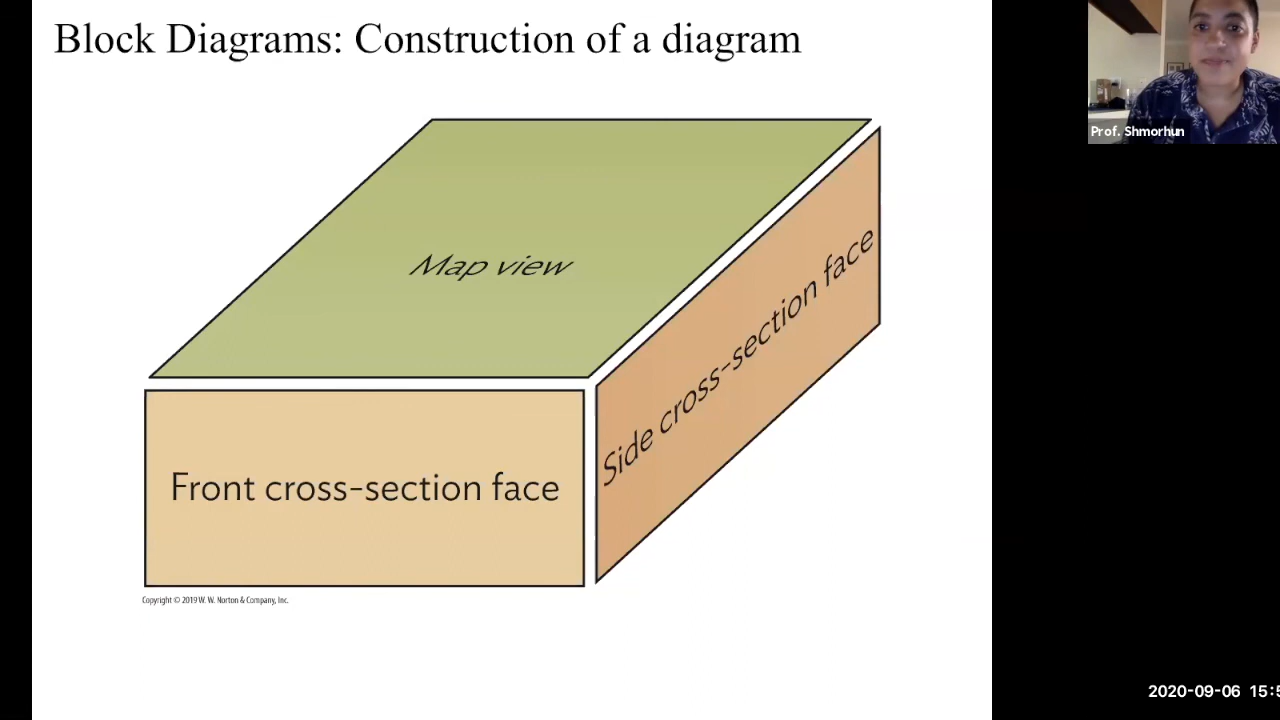 Block Diagrams: Construction of a diagram
Prof. Shmorhun
Map view
Side cross-section face
Front cross-section face
Copyright © 2019 W. W. Norton & Company, Inc.
2020-09-06 15:5